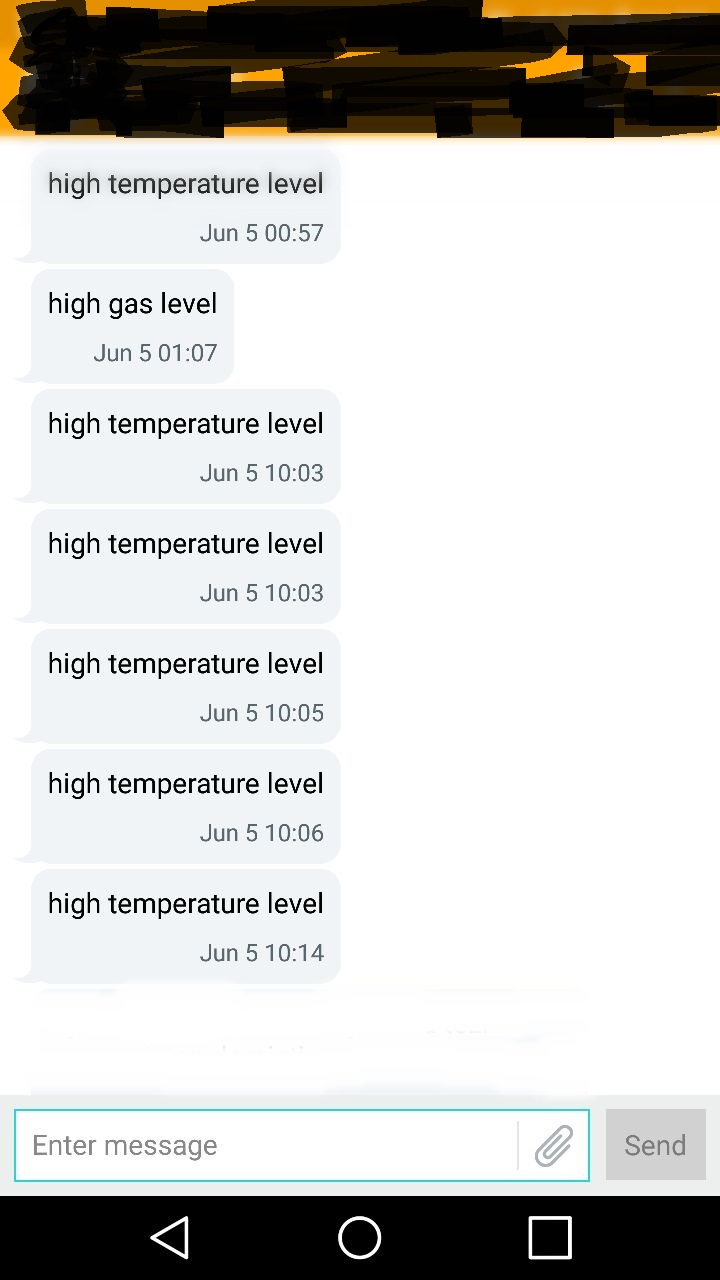 high temperature level
Jun 5 00:57
high gas level
Jun 5 01:07
high temperature level
Jun 5 10:03
high temperature level
Jun 5 10:03
high temperature level
Jun 5 10:05
high temperature level
Jun 5 10:06
high temperature level
Jun 5 10:14
Enter message
Send